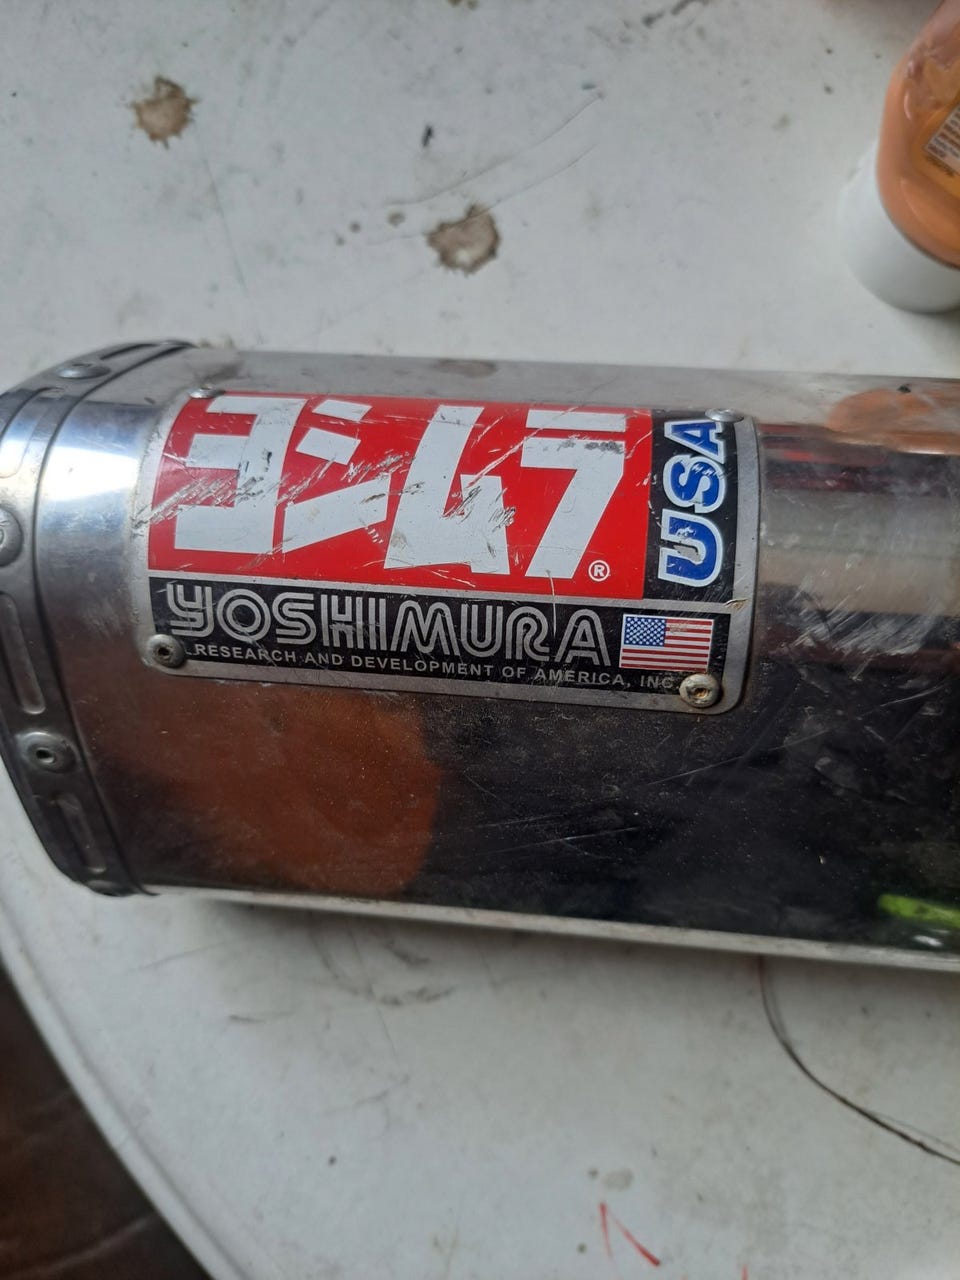 ヨシムラ
®
USA
YOSHIMURA
RESEARCH AND DEVELOPMENT OF AMERICA, INC